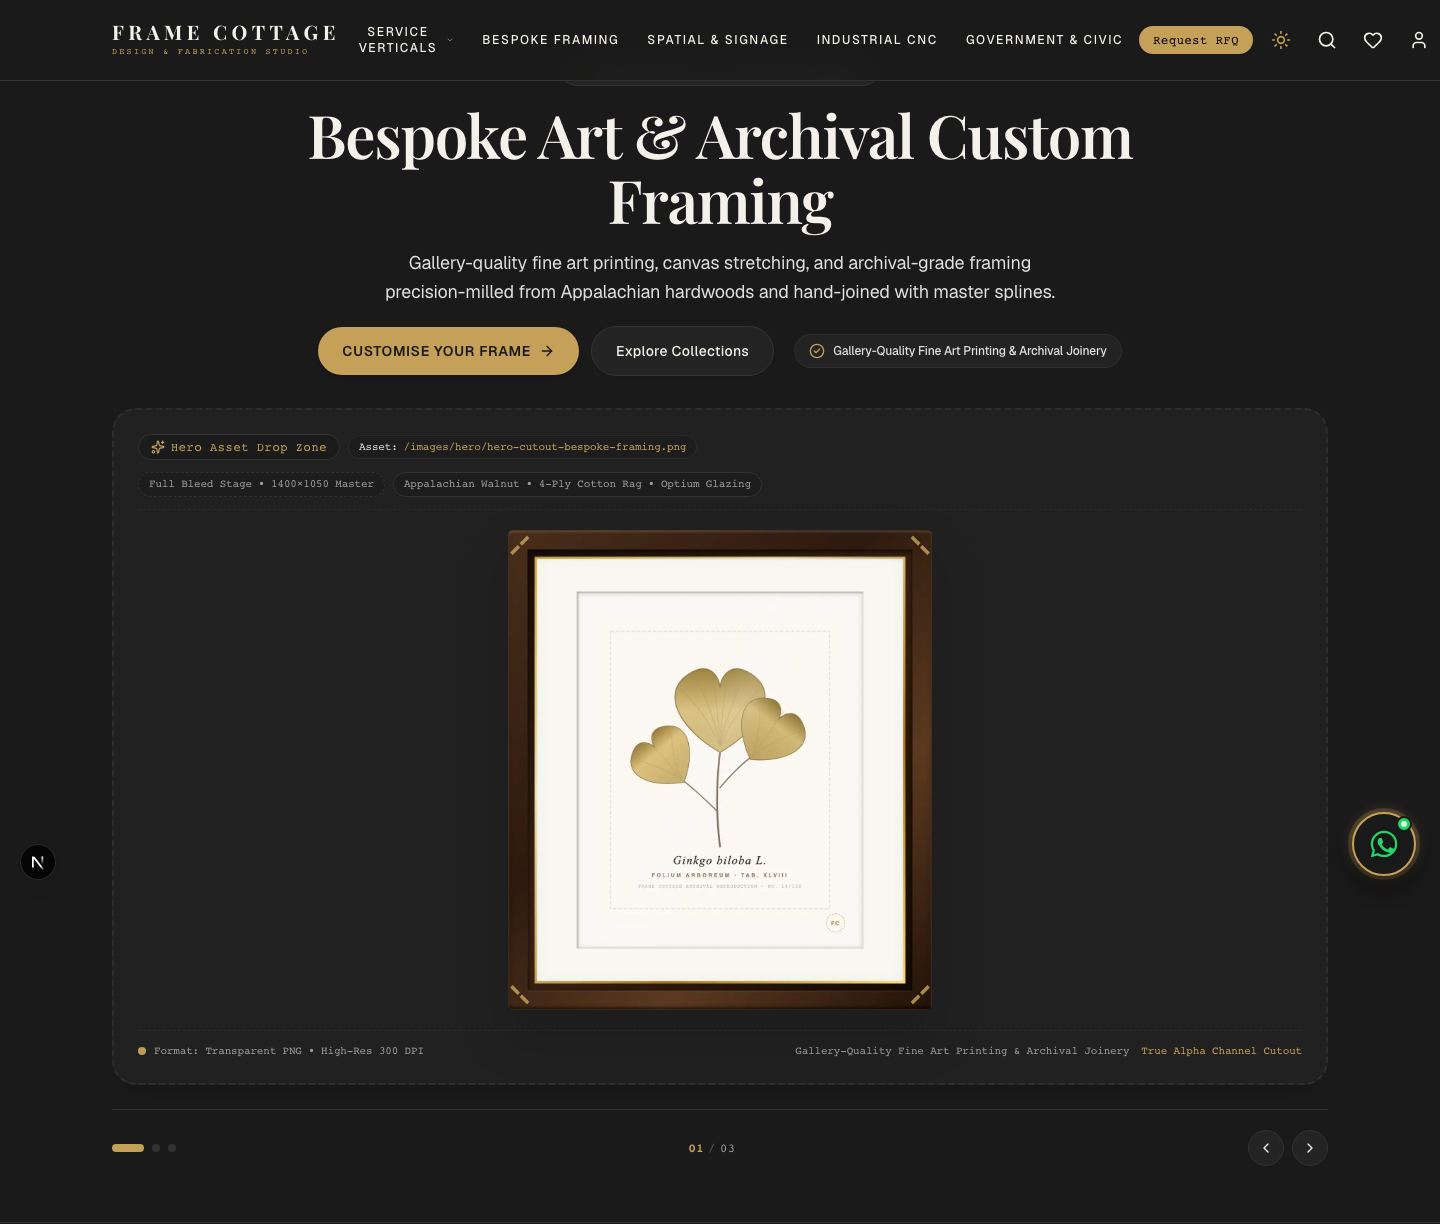 FRAME COTTAGE
DESIGN & FABRICATION STUDIO
SERVICE
VERTICALS
BESPOKE FRAMING
SPATIAL & SIGNAGE
INDUSTRIAL CNC
GOVERNMENT & CIVIC
Request RFQ
Bespoke Art & Archival Custom
Framing
Gallery-quality fine art printing, canvas stretching, and archival-grade framing
precision-milled from Appalachian hardwoods and hand-joined with master splines.
CUSTOMISE YOUR FRAME
Explore Collections
Gallery-Quality Fine Art Printing & Archival Joinery
Hero Asset Drop Zone
Asset: /images/hero/hero-cutout-bespoke-framing.png
Full Bleed Stage • 1400×1050 Master
Appalachian Walnut • 4-Ply Cotton Rag • Optium Glazing
Ginkgo biloba L.
FOLIUM ARBOREUM · TAB. XLVIII
FRAME COTTAGE ARCHIVAL REPRODUCTION · NO.
FC
N
Format: Transparent PNG • High-Res 300 DPI
Gallery-Quality Fine Art Printing & Archival Joinery
True Alpha Channel Cutout
01 / 03